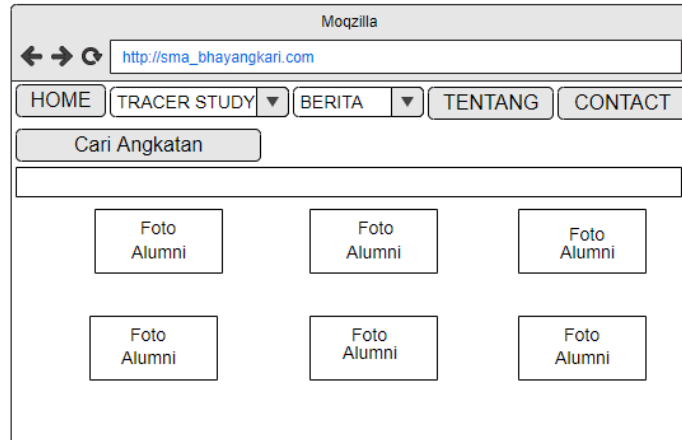 Moqzilla
http://sma_bhayangkari.com
HOME TRACER STUDY BERITA TENTANG CONTACT
Cari Angkatan
Foto Alumni
Foto Alumni
Foto Alumni
Foto Alumni
Foto Alumni
Foto Alumni